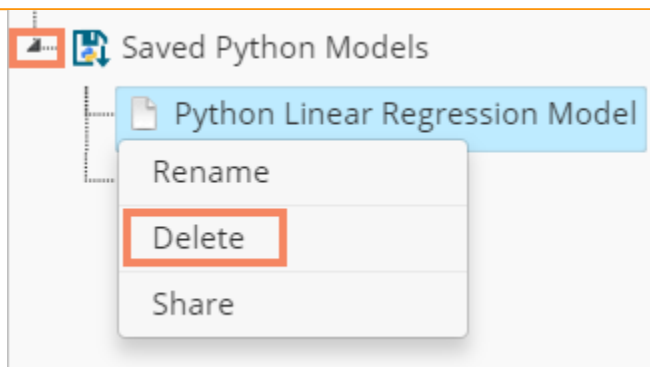 Saved Python Models
Python Linear Regression Model
Rename
Delete
Share